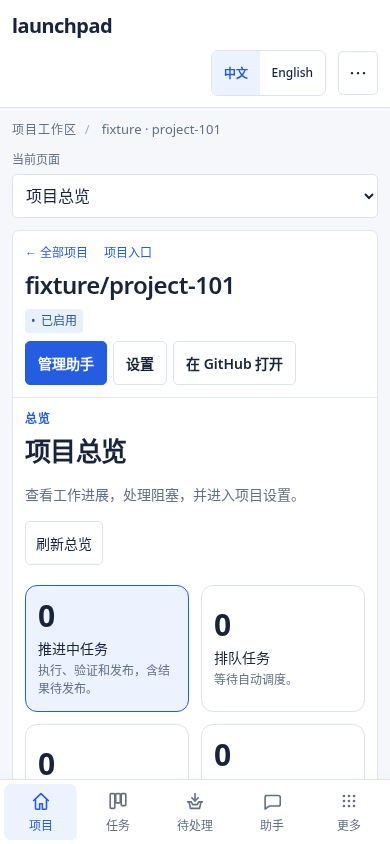 launchpad
中文 English ···
项目工作区 / fixture · project-101
当前页面
项目总览
← 全部项目 项目入口
fixture/project-101
• 已启用
管理助手 设置 在 GitHub 打开
总览
项目总览
查看工作进展，处理阻塞，并进入项目设置。
刷新总览
0
推进中任务
执行、验证和发布，含结
果待发布。
0
排队任务
等待自动调度。
0
0
项目 任务 待处理 助手 更多